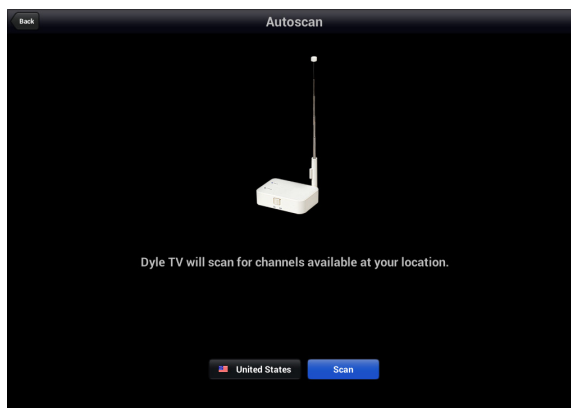 Back
Autoscan
Dyle TV will scan for channels available at your location.
United States
Scan